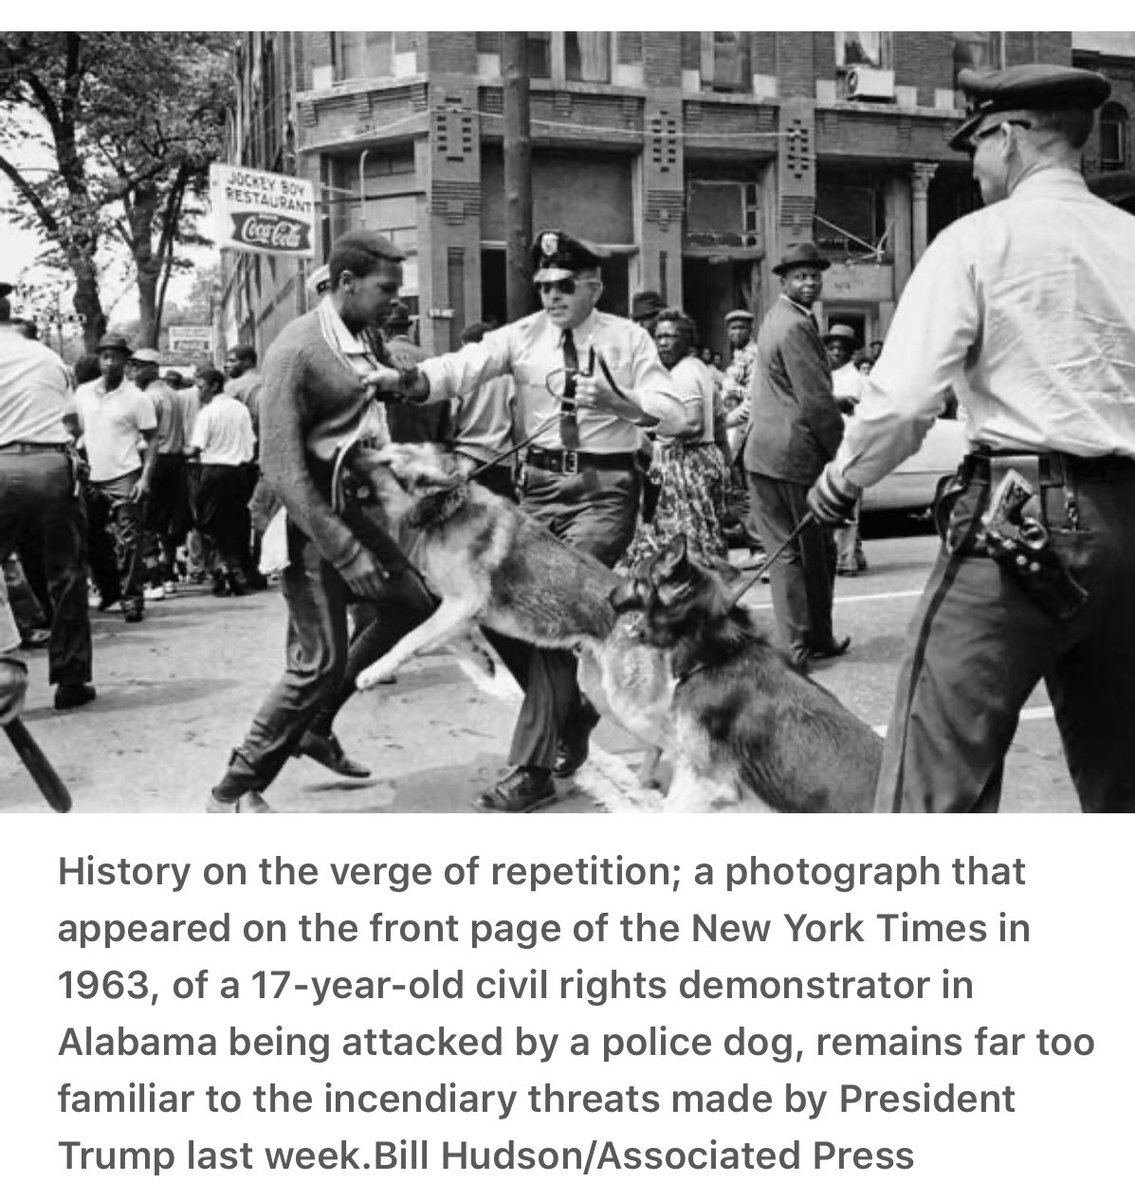 JOCKEY BOY
RESTAURANT
Coca-Cola
History on the verge of repetition; a photograph that
appeared on the front page of the New York Times in
1963, of a 17-year-old civil rights demonstrator in
Alabama being attacked by a police dog, remains far too
familiar to the incendiary threats made by President
Trump last week.Bill Hudson/Associated Press